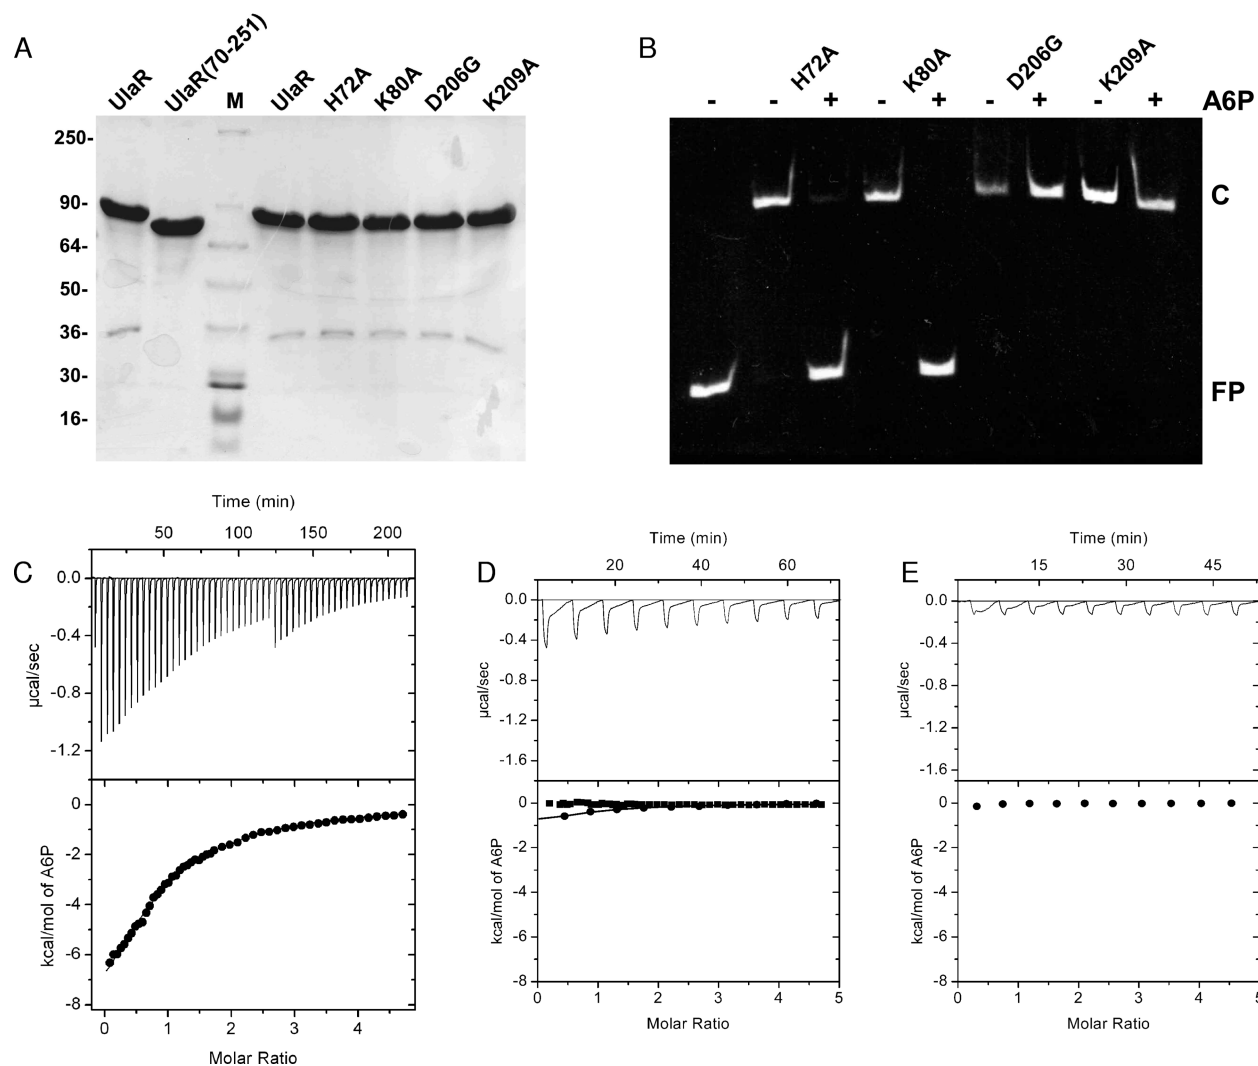 A
UlaR
UlaR(70-251)
M
UlaR
H72A
K80A
D206G
K209A
250-
90-
64-
50-
36-
30-
16-
B
H72A
K80A
D206G
K209A
- - + - + - + - + A6P
C
FP
C
Time (min)
50 100 150 200
0.0
-0.4
-0.8
-1.2
µcal/sec
0
-2
-4
-6
-8
kcal/mol of A6P
0 1 2 3 4
Molar Ratio
D
Time (min)
20 40 60
0.0
-0.4
-0.8
-1.2
-1.6
µcal/sec
0
-2
-4
-6
-8
kcal/mol of A6P
0 1 2 3 4 5
Molar Ratio
E
Time (min)
15 30 45
0.0
-0.4
-0.8
-1.2
-1.6
µcal/sec
0
-2
-4
-6
-8
kcal/mol of A6P
0 1 2 3 4 5
Molar Ratio